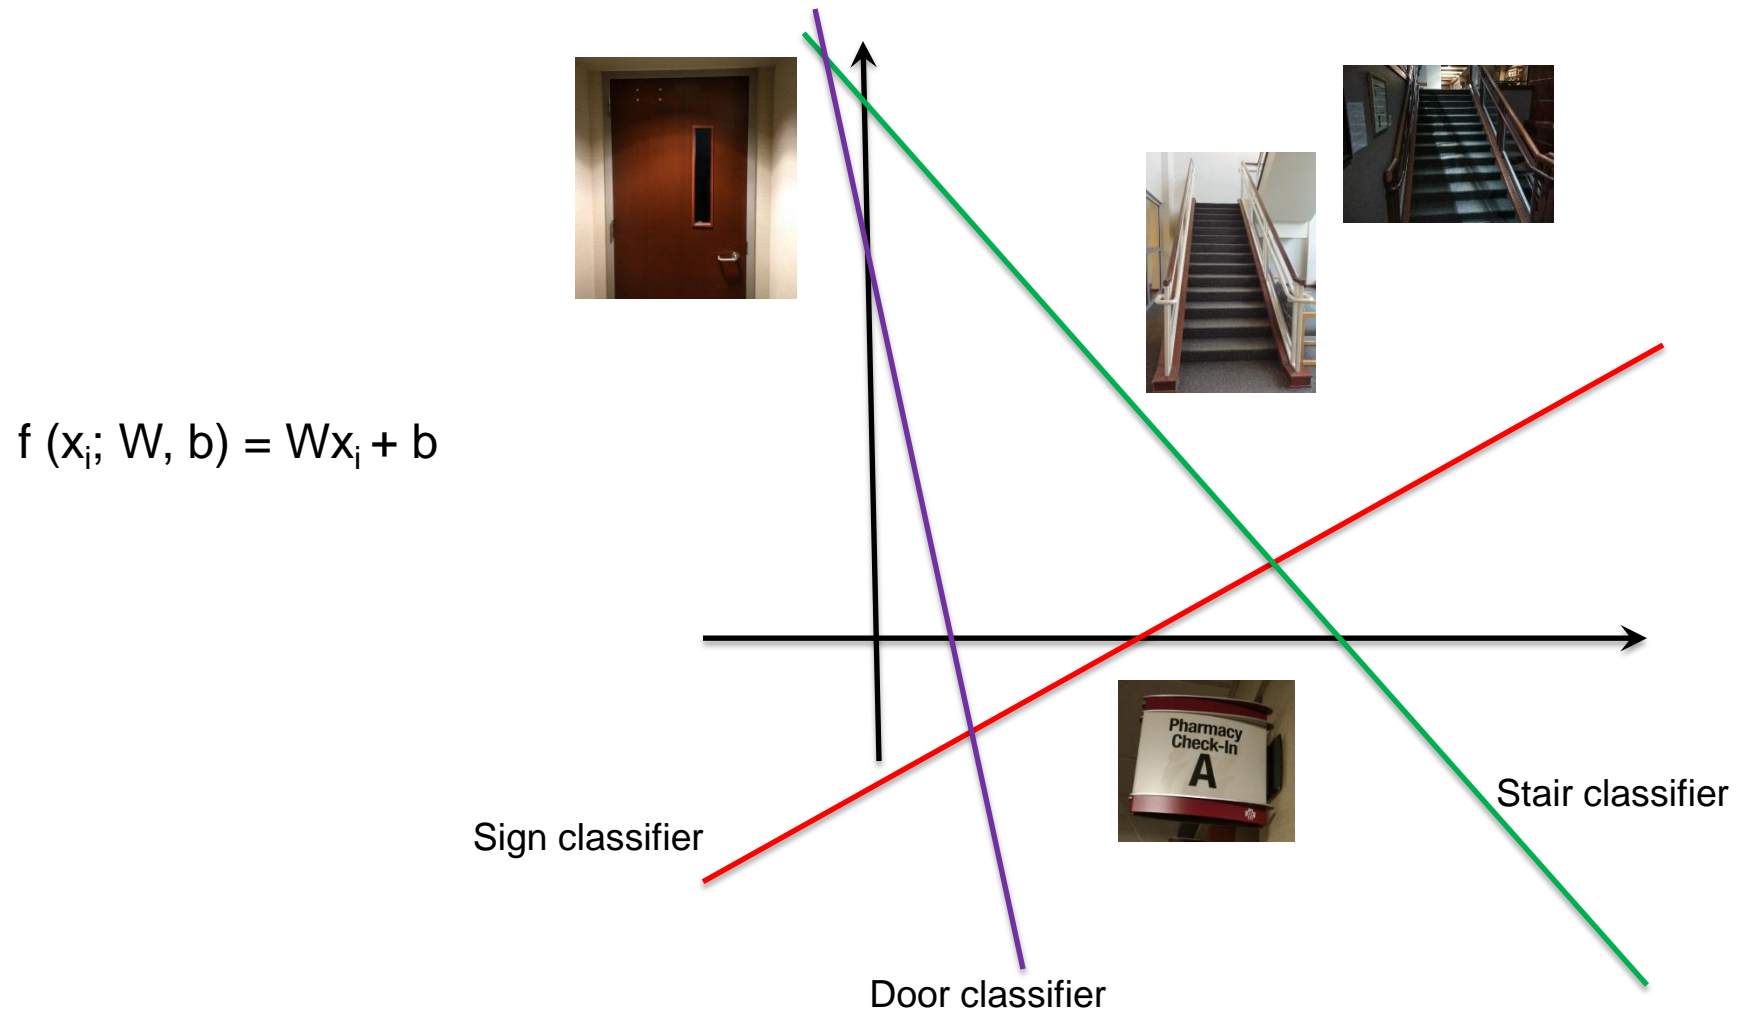 f (xᵢ; W, b) = Wxᵢ + b
Pharmacy
Check-In
A
Stair classifier
Sign classifier
Door classifier